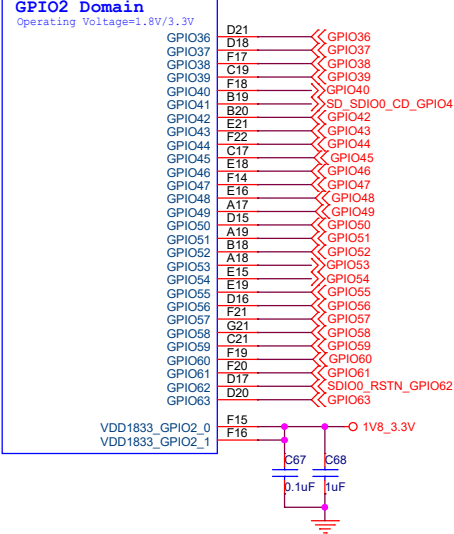 GPIO2 Domain
Operating Voltage=1.8V/3.3V
GPIO36 D21 GPIO36
GPIO37 D18 GPIO37
GPIO38 F17 GPIO38
GPIO39 C19 GPIO39
GPIO40 F18 GPIO40
GPIO41 B19 SD_SDIO0_CD_GPIO4
GPIO42 B20 GPIO42
GPIO43 E21 GPIO43
GPIO44 F22 GPIO44
GPIO45 C17 GPIO45
GPIO46 E18 GPIO46
GPIO47 F14 GPIO47
GPIO48 E16 GPIO48
GPIO49 A17 GPIO49
GPIO50 D15 GPIO50
GPIO51 A19 GPIO51
GPIO52 B18 GPIO52
GPIO53 A18 GPIO53
GPIO54 E15 GPIO54
GPIO55 E19 GPIO55
GPIO56 D16 GPIO56
GPIO57 F21 GPIO57
GPIO58 G21 GPIO58
GPIO59 C21 GPIO59
GPIO60 F19 GPIO60
GPIO61 F20 GPIO61
GPIO62 D17 SDIO0_RSTN_GPIO62
GPIO63 D20 GPIO63
VDD1833_GPIO2_0 F15 1V8_3.3V
VDD1833_GPIO2_1 F16
C67 C68
0.1uF 1uF